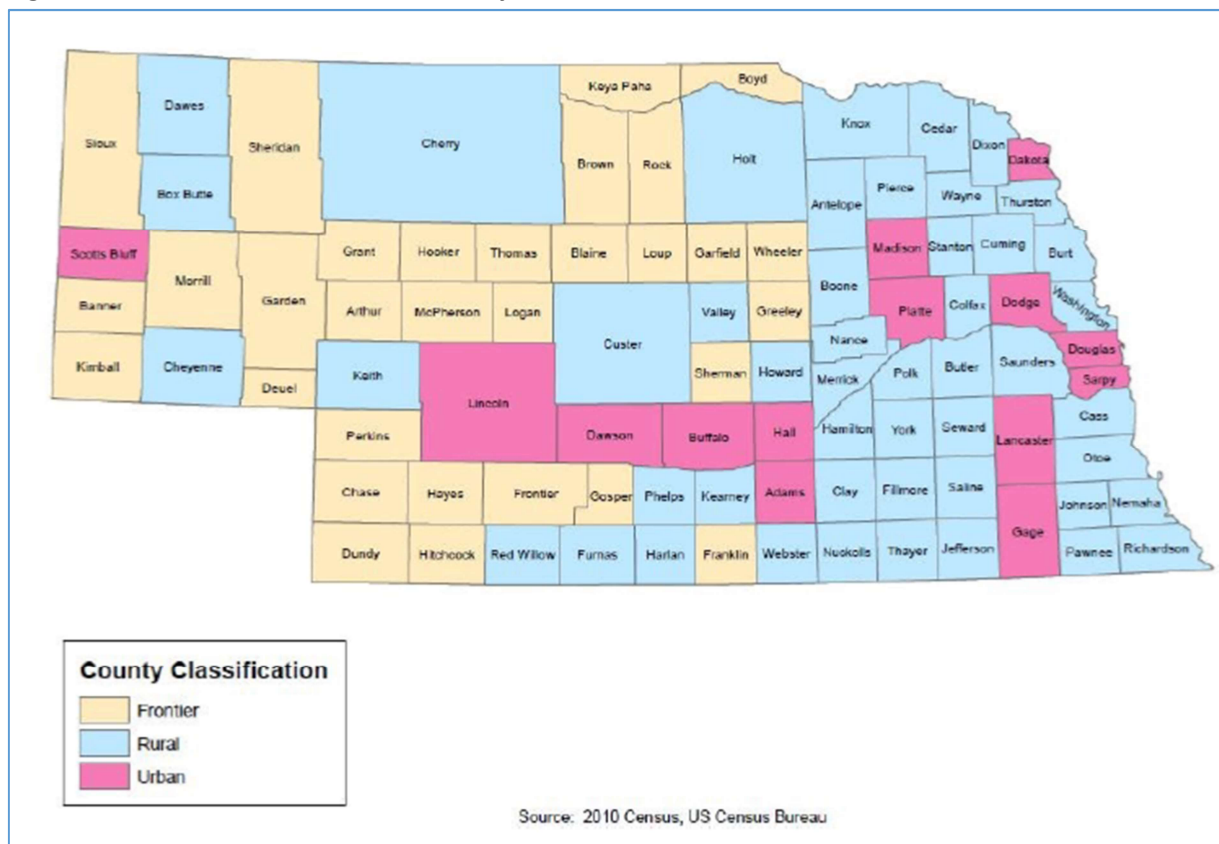 Keya Paha
Boyd
Dawes
Knox
Cedar
Sioux
Sheridan
Cherry
Dixon
Dakota
Brown
Rock
Holt
Box Butte
Pierce
Wayne
Thurston
Antelope
Grant
Hooker
Thomas
Blaine
Loup
Garfield
Wheeler
Madison
Stanton
Cuming
Burt
Scotts Bluff
Morrill
Garden
Boone
Banner
Arthur
McPherson
Logan
Valley
Greeley
Platte
Colfax
Dodge
Washington
Custer
Nance
Douglas
Kimball
Cheyenne
Keith
Deuel
Sherman
Howard
Merrick
Polk
Butler
Saunders
Sarpy
Lincoln
Cass
Perkins
Dawson
Buffalo
Hall
Hamilton
York
Seward
Lancaster
Otoe
Chase
Hayes
Frontier
Gosper
Phelps
Kearney
Adams
Clay
Fillmore
Saline
Johnson
Nemaha
Gage
Dundy
Hitchcock
Red Willow
Furnas
Harlan
Franklin
Webster
Nuckolls
Thayer
Jefferson
Pawnee
Richardson
County Classification
Frontier
Rural
Urban
Source: 2010 Census, US Census Bureau